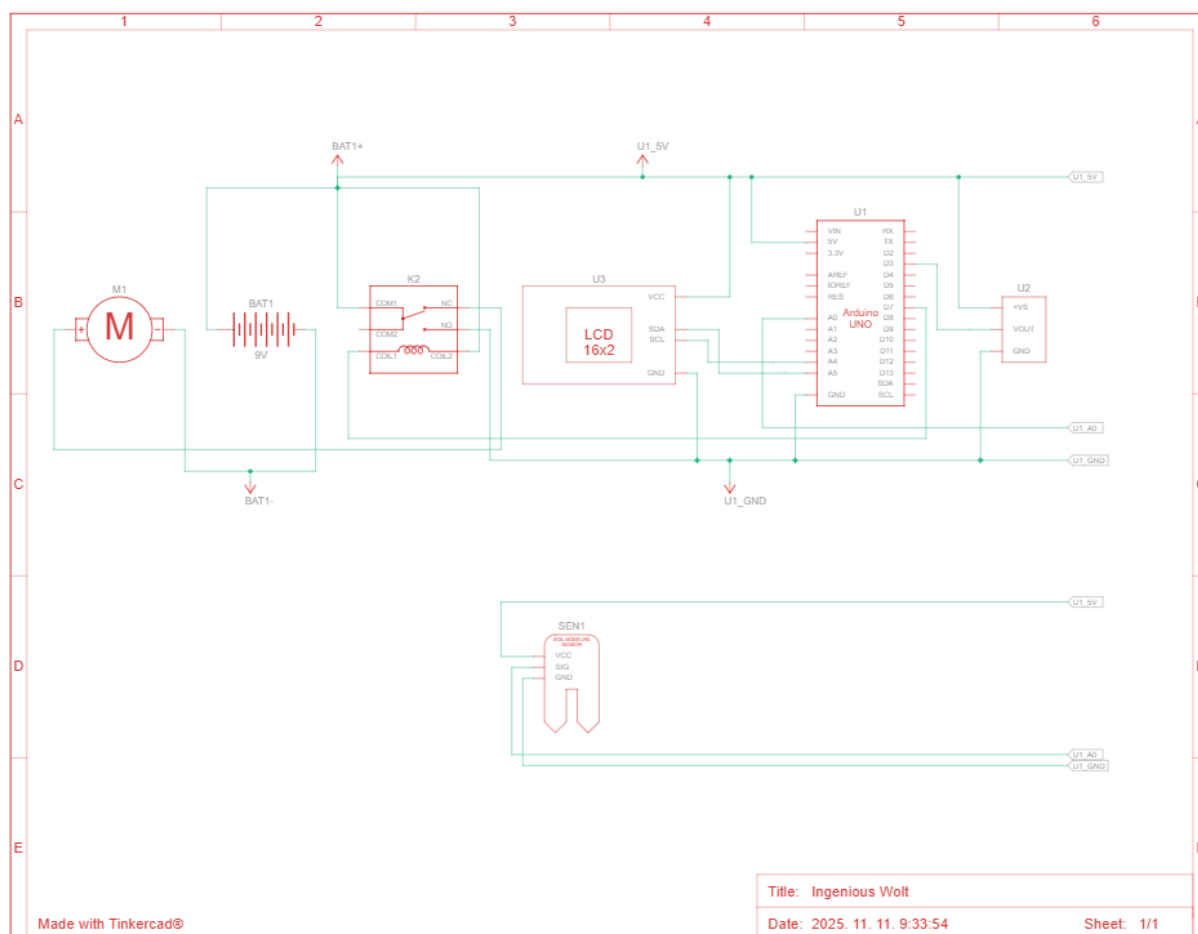 1 2 3 4 5 6
A
BAT1+
U1_5V
U1_5V
U1
VIN RX
5V TX
3.3V D2
D3
AREF D4
IOREF D5
RES D6
D7
A0 D8
A1 D9
A2 D10
A3 D11
A4 D12
A5 D13
SDA
GND SCL
Arduino
UNO
B
M1
+ M -
BAT1
9V
K2
COM1 NC
COM2 NO
COIL1 COIL2
U3
LCD
16x2
VCC
SDA
SCL
GND
U2
+VS
VOUT
GND
U1_A0
U1_GND
C
BAT1-
U1_GND
D
U1_5V
SEN1
SOIL MOISTURE
SENSOR
VCC
SIG
GND
U1_A0
U1_GND
E
Title: Ingenious Wolt
Made with Tinkercad®
Date: 2025. 11. 11. 9:33:54 Sheet: 1/1